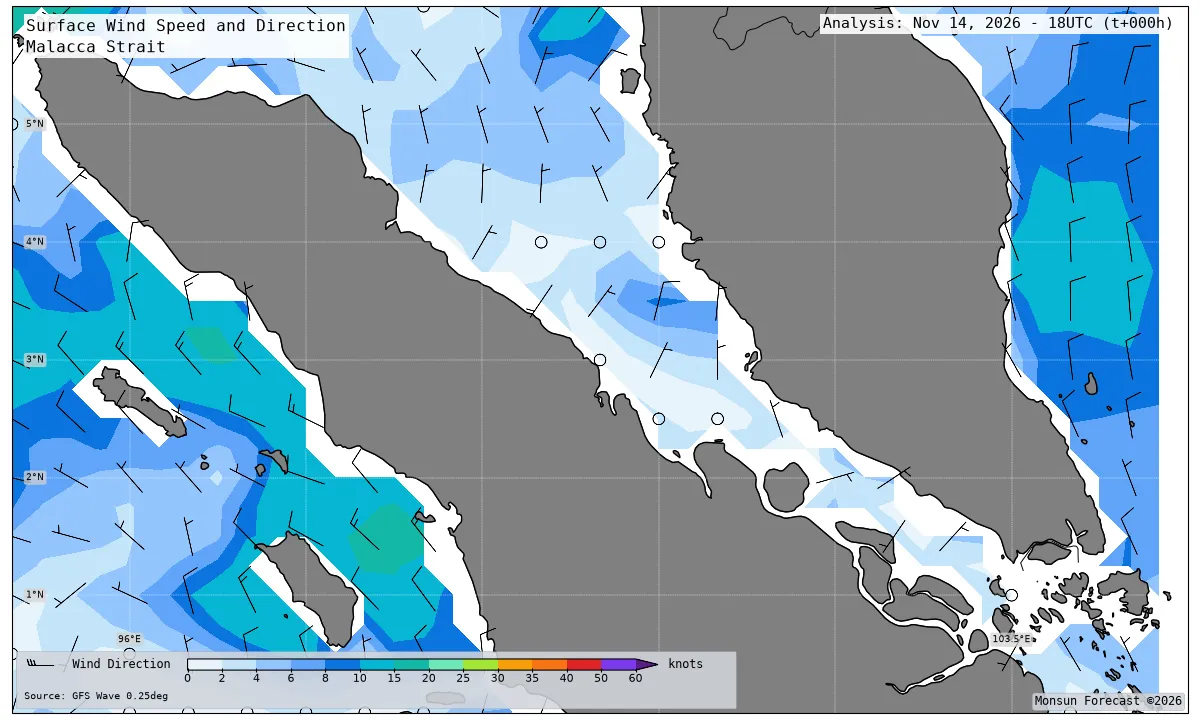 Surface Wind Speed and Direction
Malacca Strait
Analysis: Nov 14, 2026 - 18UTC (t+000h)
5°N
4°N
3°N
2°N
1°N
96°E
103.5°E
Wind Direction
knots
0 2 4 6 8 10 15 20 25 30 35 40 50 60
Source: GFS Wave 0.25deg
Monsun Forecast ©2026